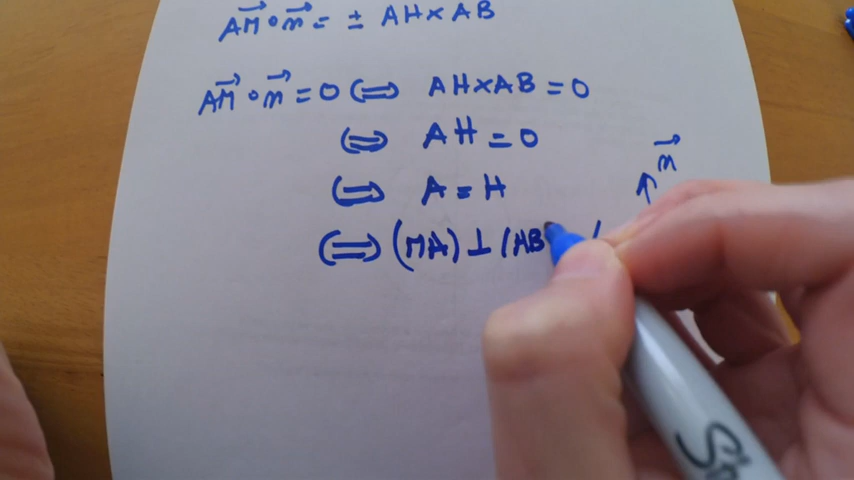 AM⃗ ∘ n⃗ = ± AH × AB
AM⃗ ∘ n⃗ = 0 ⟺ AH × AB = 0
⟺ AH = 0
⟺ A = H
n⃗
⟺ (MA) ⊥ (AB